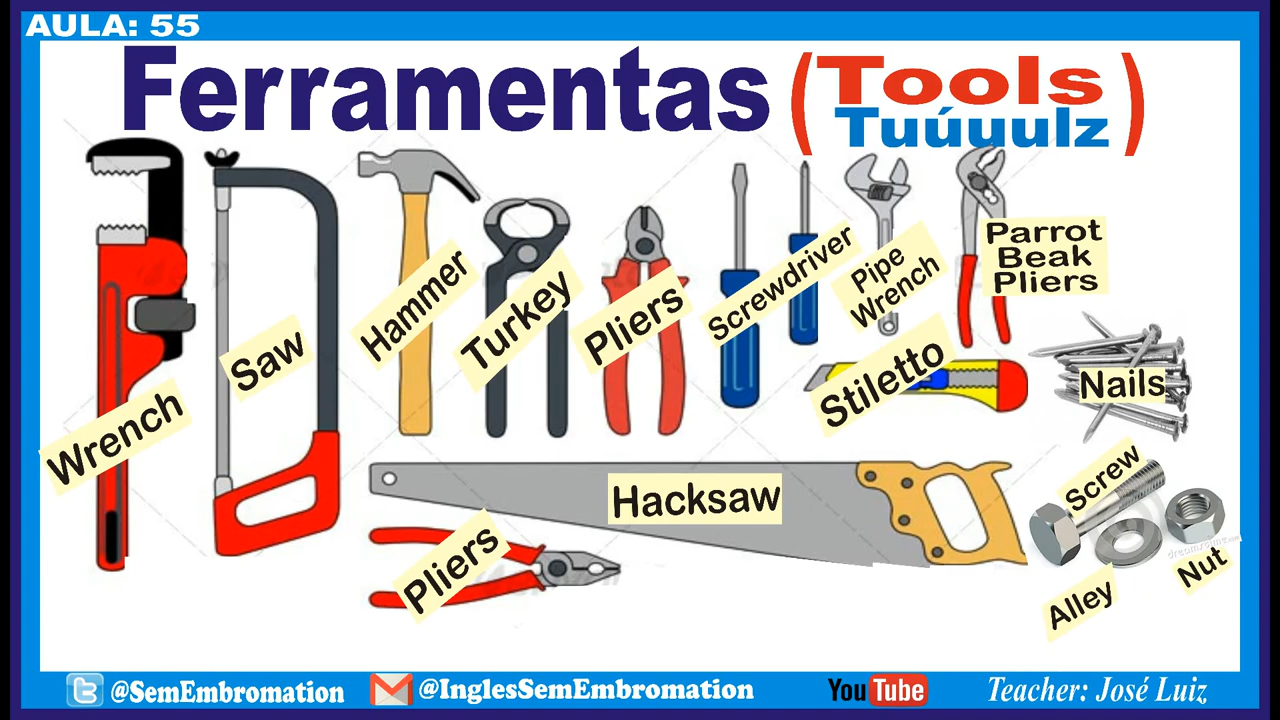 AULA: 55
Ferramentas (Tools)
Tuúuulz
Wrench
Saw
Hammer
Turkey
Pliers
Screwdriver
Pipe
Wrench
Parrot
Beak
Pliers
Stiletto
Nails
Hacksaw
Pliers
Screw
Alley
Nut
dreamstime
@SemEmbromation
@InglesSemEmbromation
YouTube
Teacher: José Luiz